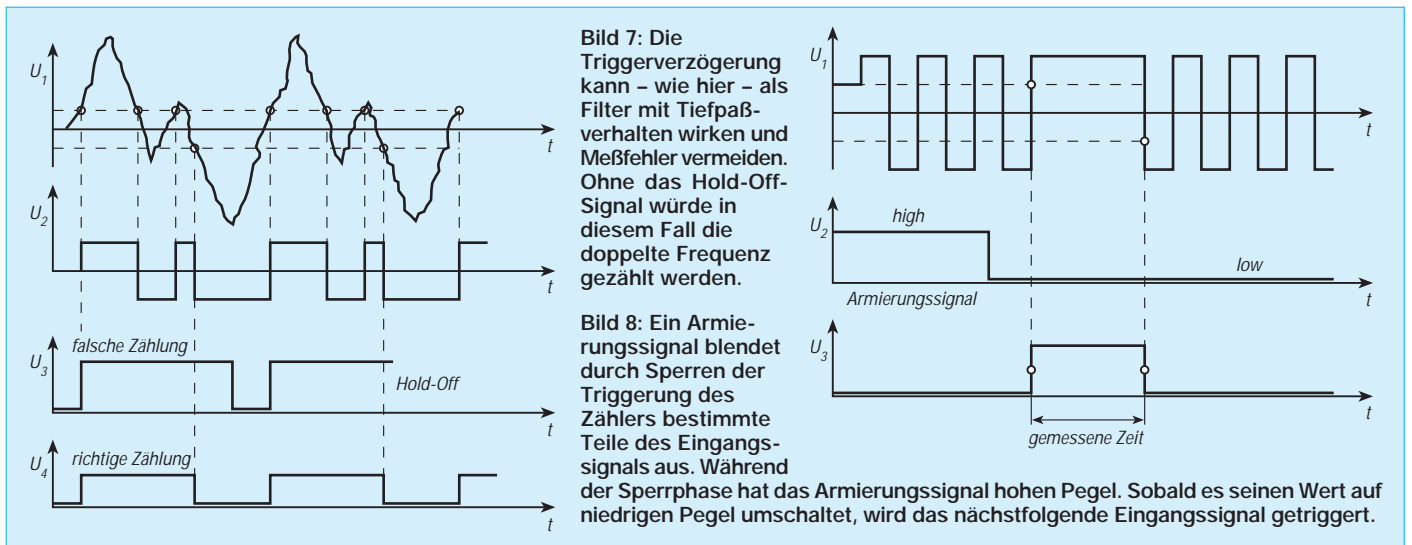 U1
t
U2
t
falsche Zählung
U3
Hold-Off
t
richtige Zählung
U4
t
Bild 7: Die
Triggerverzögerung
kann – wie hier – als
Filter mit Tiefpaß-
verhalten wirken und
Meßfehler vermeiden.
Ohne das Hold-Off-
Signal würde in
diesem Fall die
doppelte Frequenz
gezählt werden.
Bild 8: Ein Armie-
rungssignal blendet
durch Sperren der
Triggerung des
Zählers bestimmte
Teile des Eingangs-
signals aus. Während
der Sperrphase hat das Armierungssignal hohen Pegel. Sobald es seinen Wert auf
niedrigen Pegel umschaltet, wird das nächstfolgende Eingangssignal getriggert.
U1
t
high
U2
low
Armierungssignal
t
U3
t
gemessene Zeit